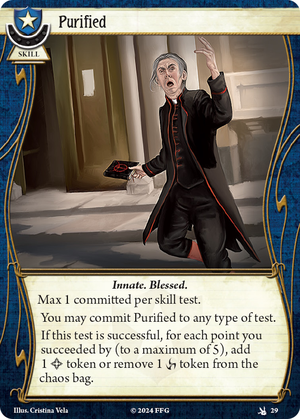 Purified
SKILL
Innate. Blessed.
Max 1 committed per skill test.
You may commit Purified to any type of test.
If this test is successful, for each point you
succeeded by (to a maximum of 5), add
1 token or remove 1 token from the
chaos bag.
Illus. Cristina Vela © 2024 FFG 29